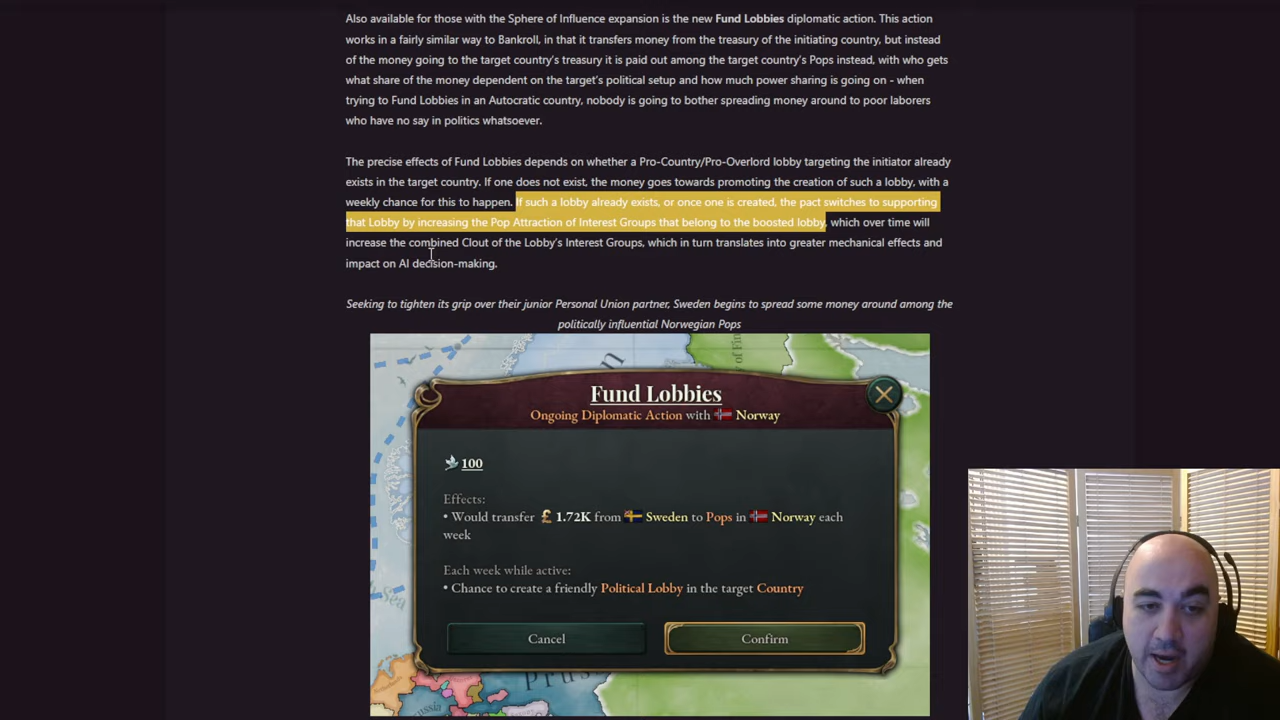 Also available for those with the Sphere of Influence expansion is the new Fund Lobbies diplomatic action. This action
works in a fairly similar way to Bankroll, in that it transfers money from the treasury of the initiating country, but instead
of the money going to the target country's treasury it is paid out among the target country's Pops instead, with who gets
what share of the money dependent on the target's political setup and how much power sharing is going on - when
trying to Fund Lobbies in an Autocratic country, nobody is going to bother spreading money around to poor laborers
who have no say in politics whatsoever.
The precise effects of Fund Lobbies depends on whether a Pro-Country/Pro-Overlord lobby targeting the initiator already
exists in the target country. If one does not exist, the money goes towards promoting the creation of such a lobby, with a
weekly chance for this to happen. If such a lobby already exists, or once one is created, the pact switches to supporting
that Lobby by increasing the Pop Attraction of Interest Groups that belong to the boosted lobby, which over time will
increase the combined Clout of the Lobby's Interest Groups, which in turn translates into greater mechanical effects and
impact on AI decision-making.
Seeking to tighten its grip over their junior Personal Union partner, Sweden begins to spread some money around among the
politically influential Norwegian Pops
of Fin
n
Fund Lobbies
Ongoing Diplomatic Action with Norway
100
Effects:
• Would transfer £ 1.72K from Sweden to Pops in Norway each
week
Each week while active:
• Chance to create a friendly Political Lobby in the target Country
Sea
Cancel
Confirm
Prus
ussia